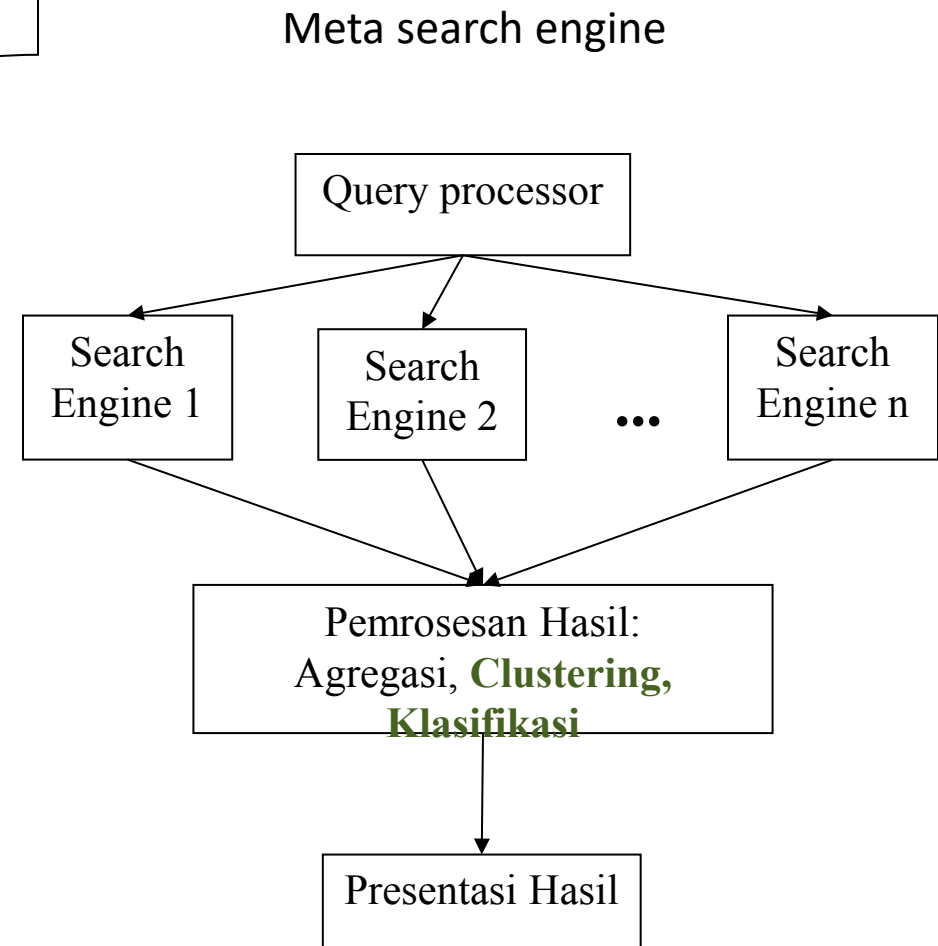 Meta search engine
Query processor
Search
Engine 1
Search
Engine 2
...
Search
Engine n
Pemrosesan Hasil:
Agregasi, Clustering,
Klasifikasi
Presentasi Hasil